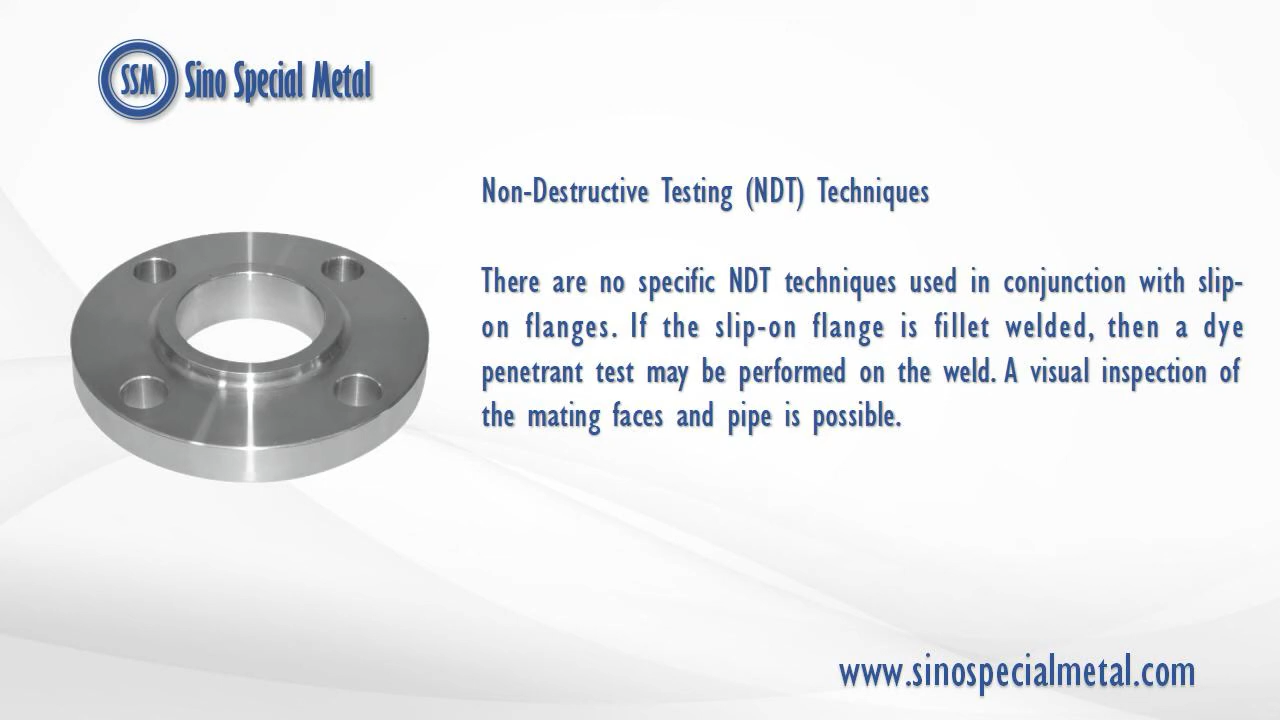 SSM Sino Special Metal
Non-Destructive Testing (NDT) Techniques
There are no specific NDT techniques used in conjunction with slip-
on flanges. If the slip-on flange is fillet welded, then a dye
penetrant test may be performed on the weld. A visual inspection of
the mating faces and pipe is possible.
www.sinospecialmetal.com